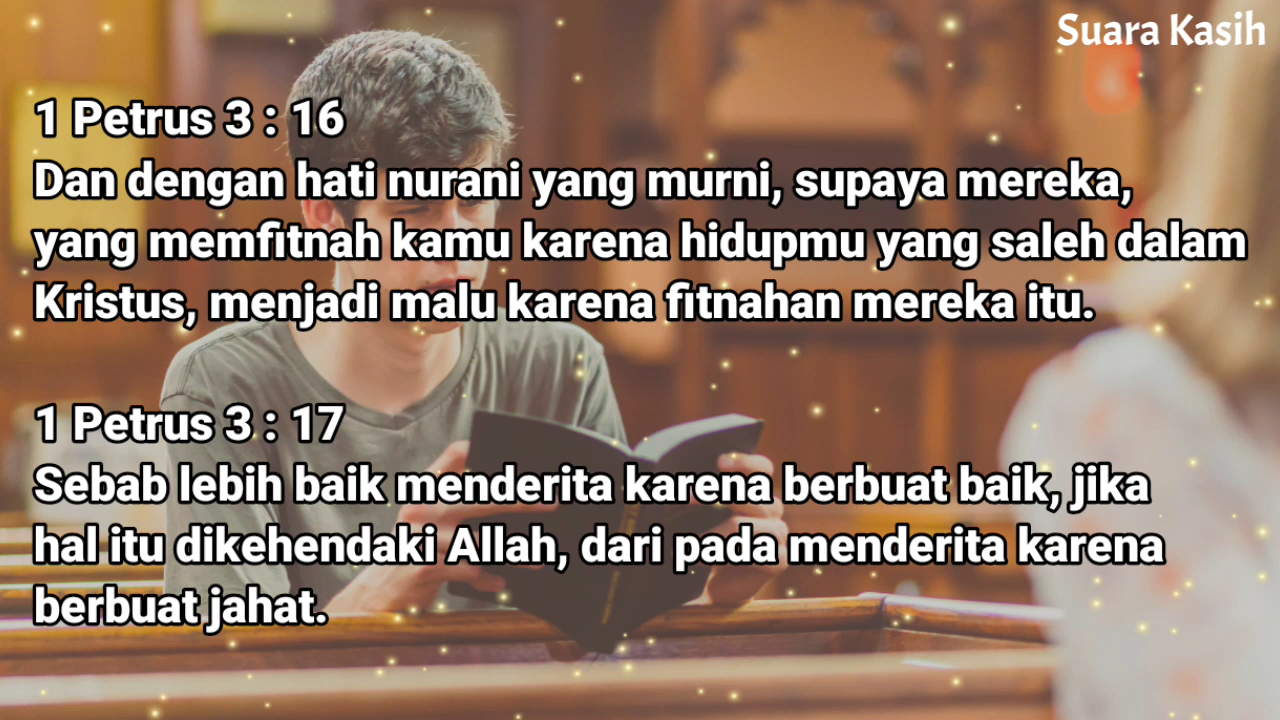 Suara Kasih
1 Petrus 3 : 16
Dan dengan hati nurani yang murni, supaya mereka,
yang memfitnah kamu karena hidupmu yang saleh dalam
Kristus, menjadi malu karena fitnahan mereka itu.
1 Petrus 3 : 17
Sebab lebih baik menderita karena berbuat baik, jika
hal itu dikehendaki Allah, dari pada menderita karena
berbuat jahat.